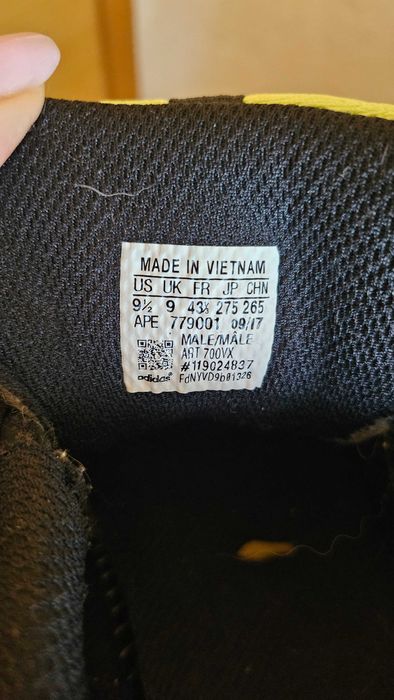 MADE IN VIETNAM
US UK FR JP CHN
9½ 9 43⅓ 275 265
APE 779001 09/17
MALE/MÂLE
ART 700VX
#119024837
adidas® FdNYVD9b01326